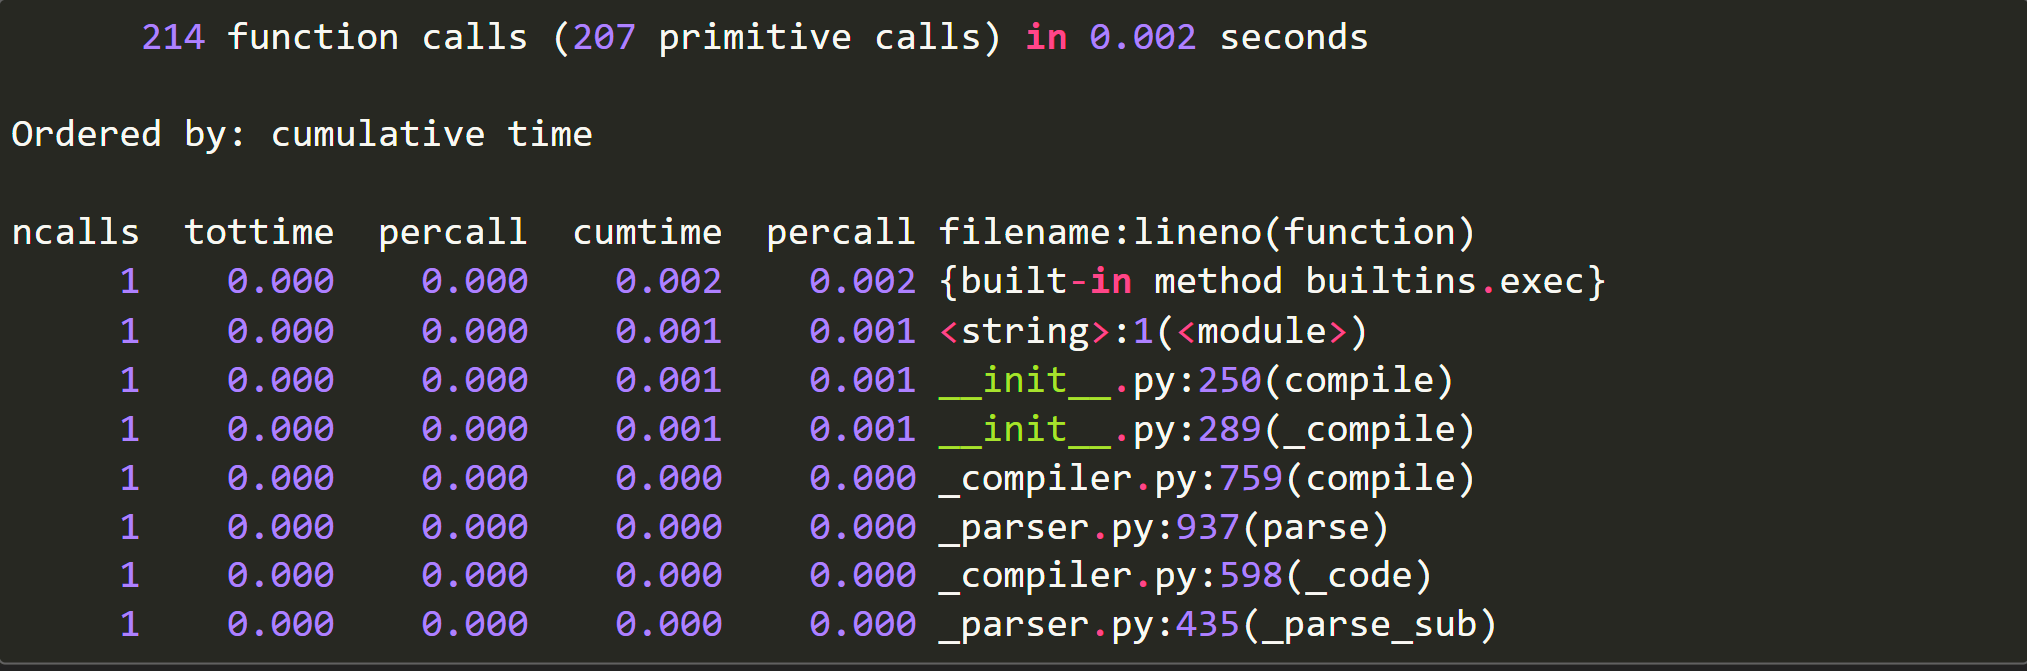 214 function calls (207 primitive calls) in 0.002 seconds
Ordered by: cumulative time
ncalls  tottime  percall  cumtime  percall filename:lineno(function)
     1    0.000    0.000    0.002    0.002 {built-in method builtins.exec}
     1    0.000    0.000    0.001    0.001 <string>:1(<module>)
     1    0.000    0.000    0.001    0.001 __init__.py:250(compile)
     1    0.000    0.000    0.001    0.001 __init__.py:289(_compile)
     1    0.000    0.000    0.000    0.000 _compiler.py:759(compile)
     1    0.000    0.000    0.000    0.000 _parser.py:937(parse)
     1    0.000    0.000    0.000    0.000 _compiler.py:598(_code)
     1    0.000    0.000    0.000    0.000 _parser.py:435(_parse_sub)